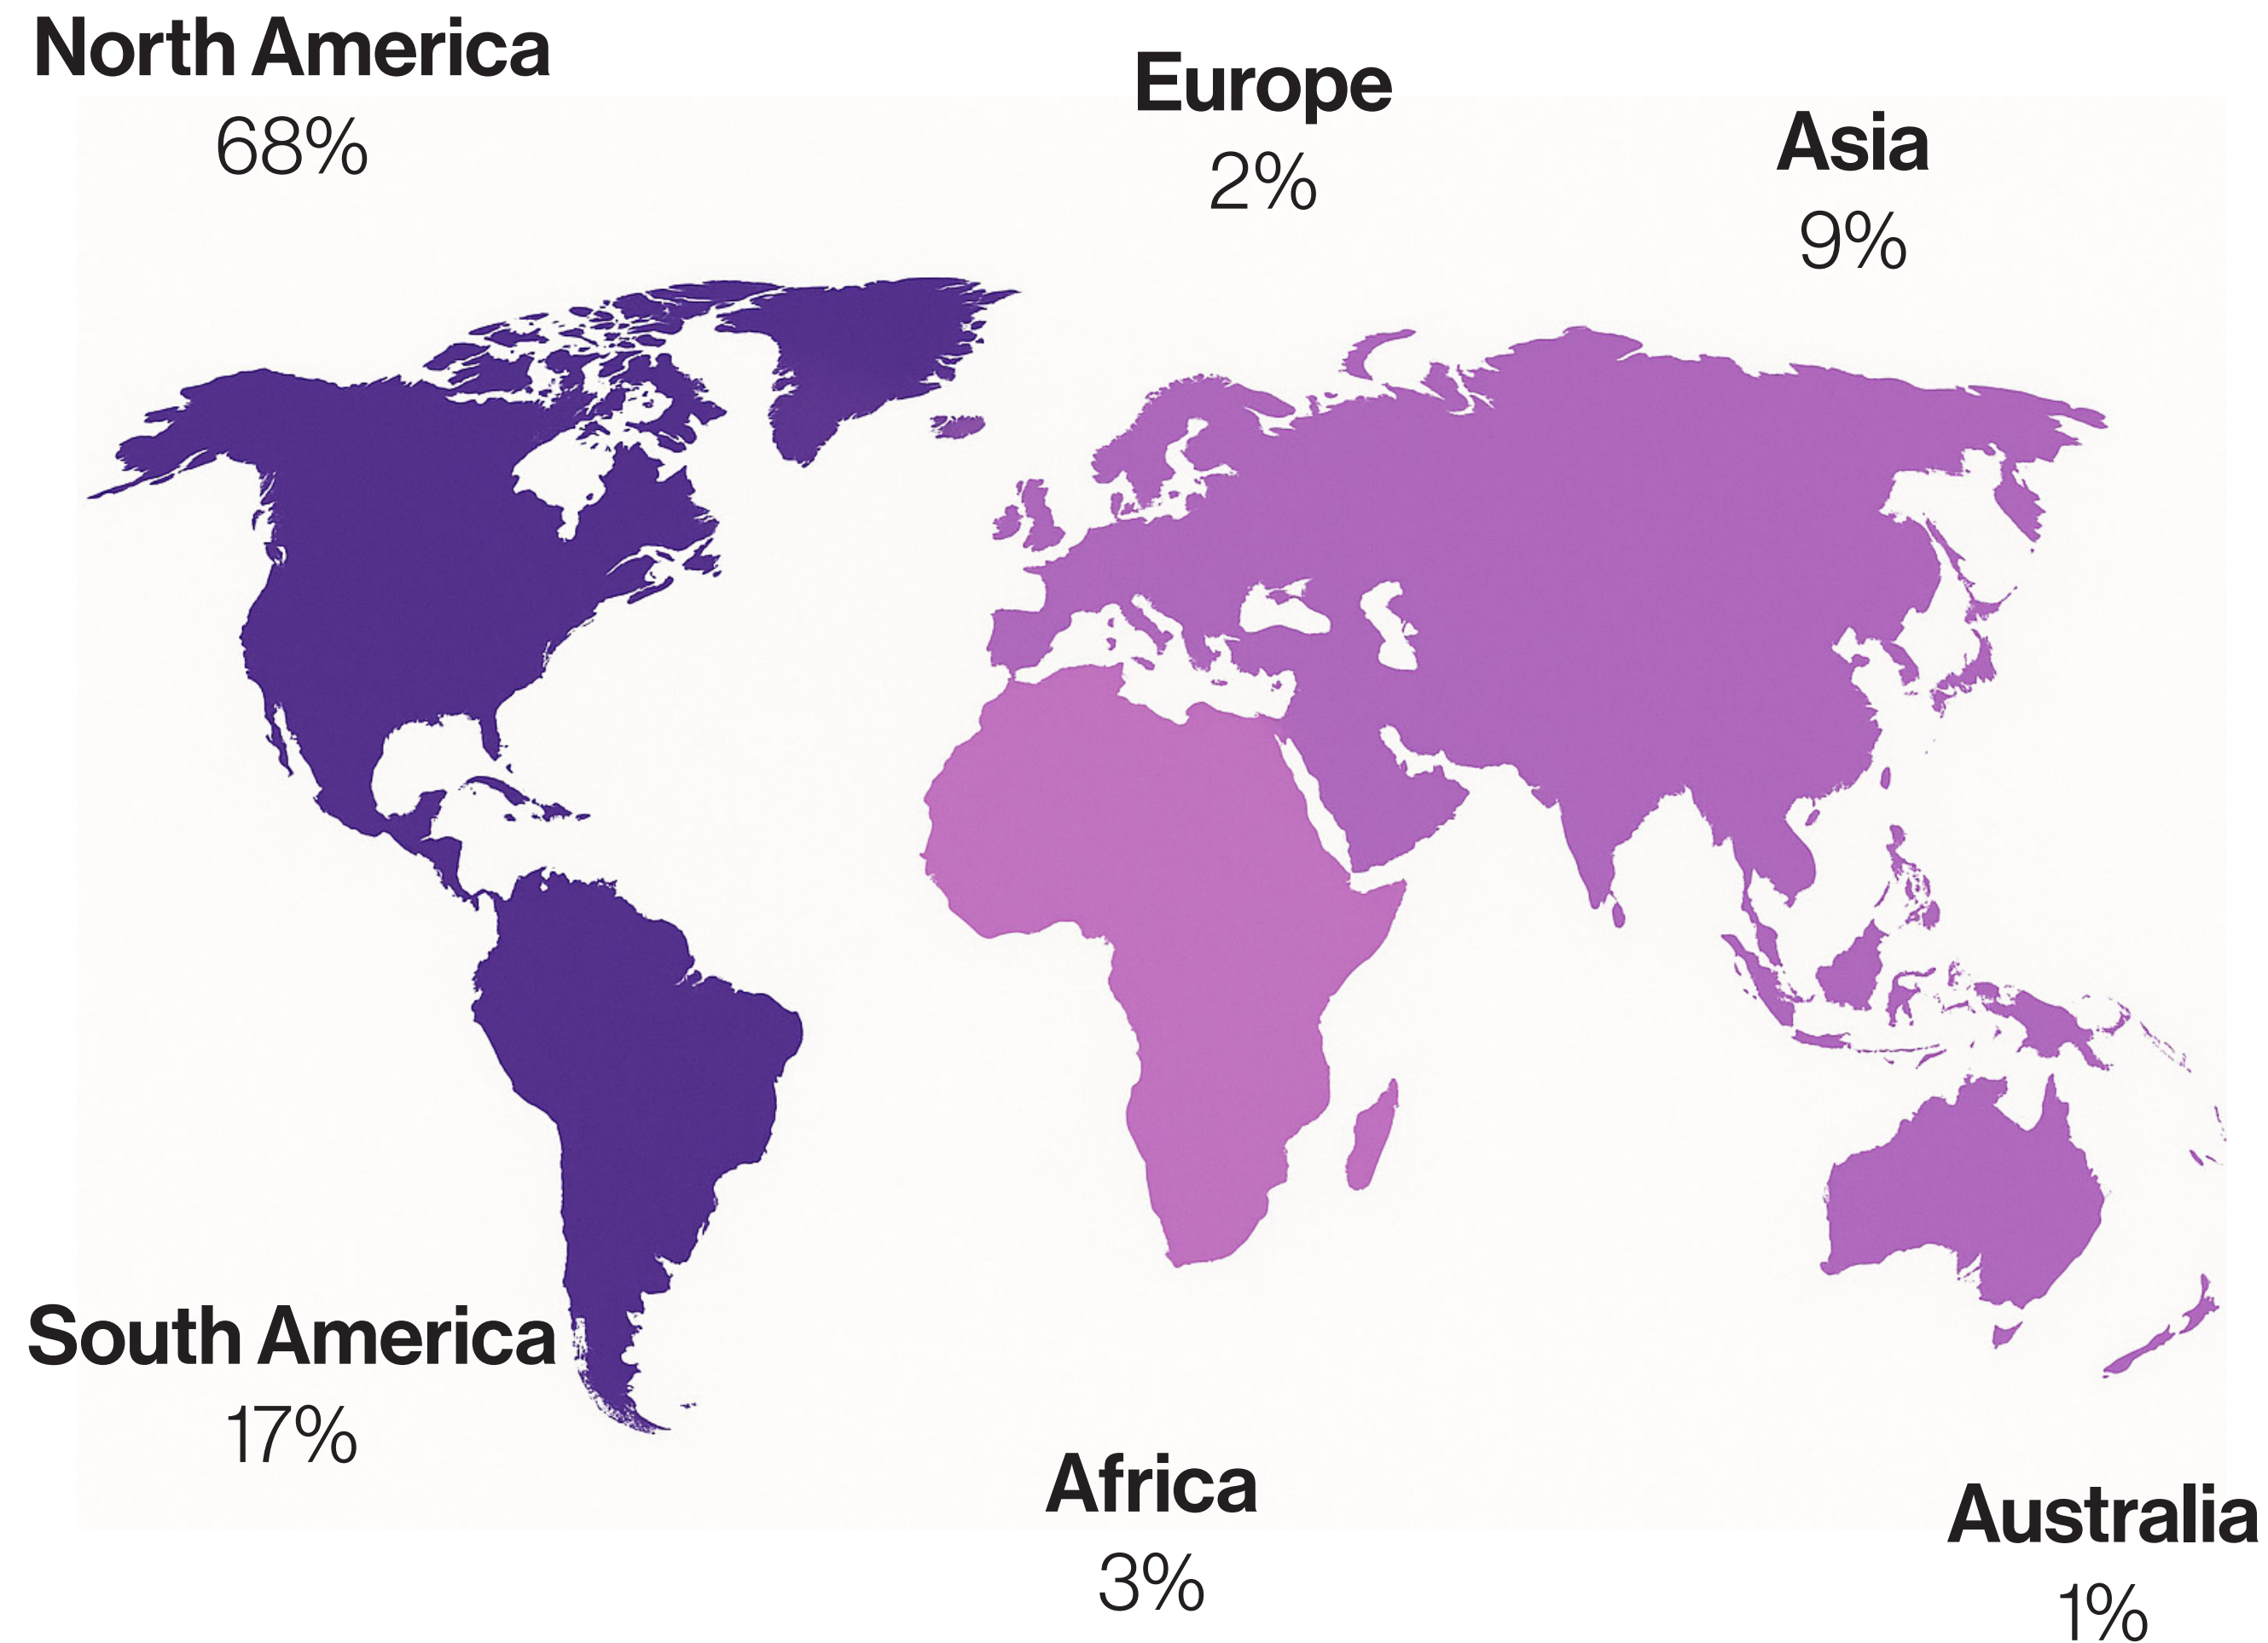 North America
68%
Europe
2%
Asia
9%
South America
17%
Africa
3%
Australia
1%